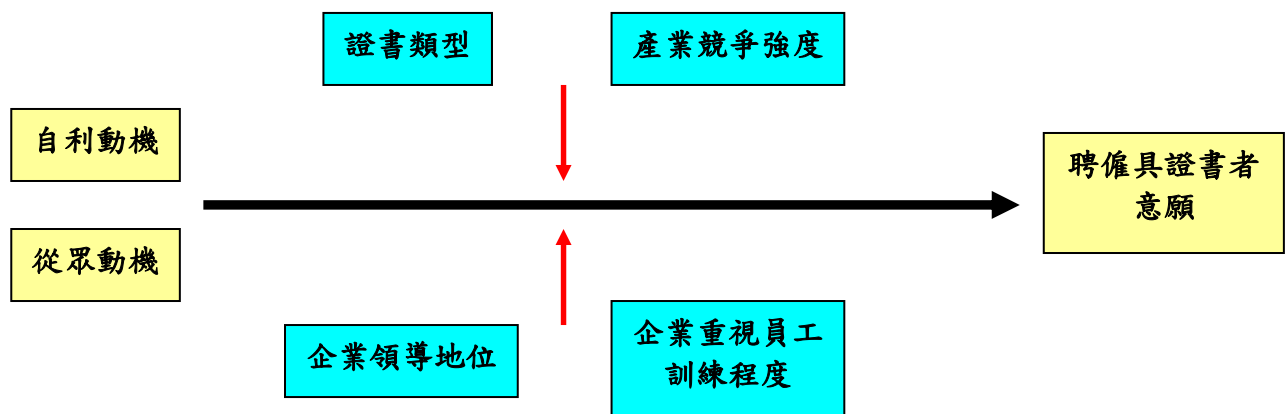 證書類型
產業競爭強度
自利動機
聘僱具證書者
意願
從眾動機
企業領導地位
企業重視員工
訓練程度